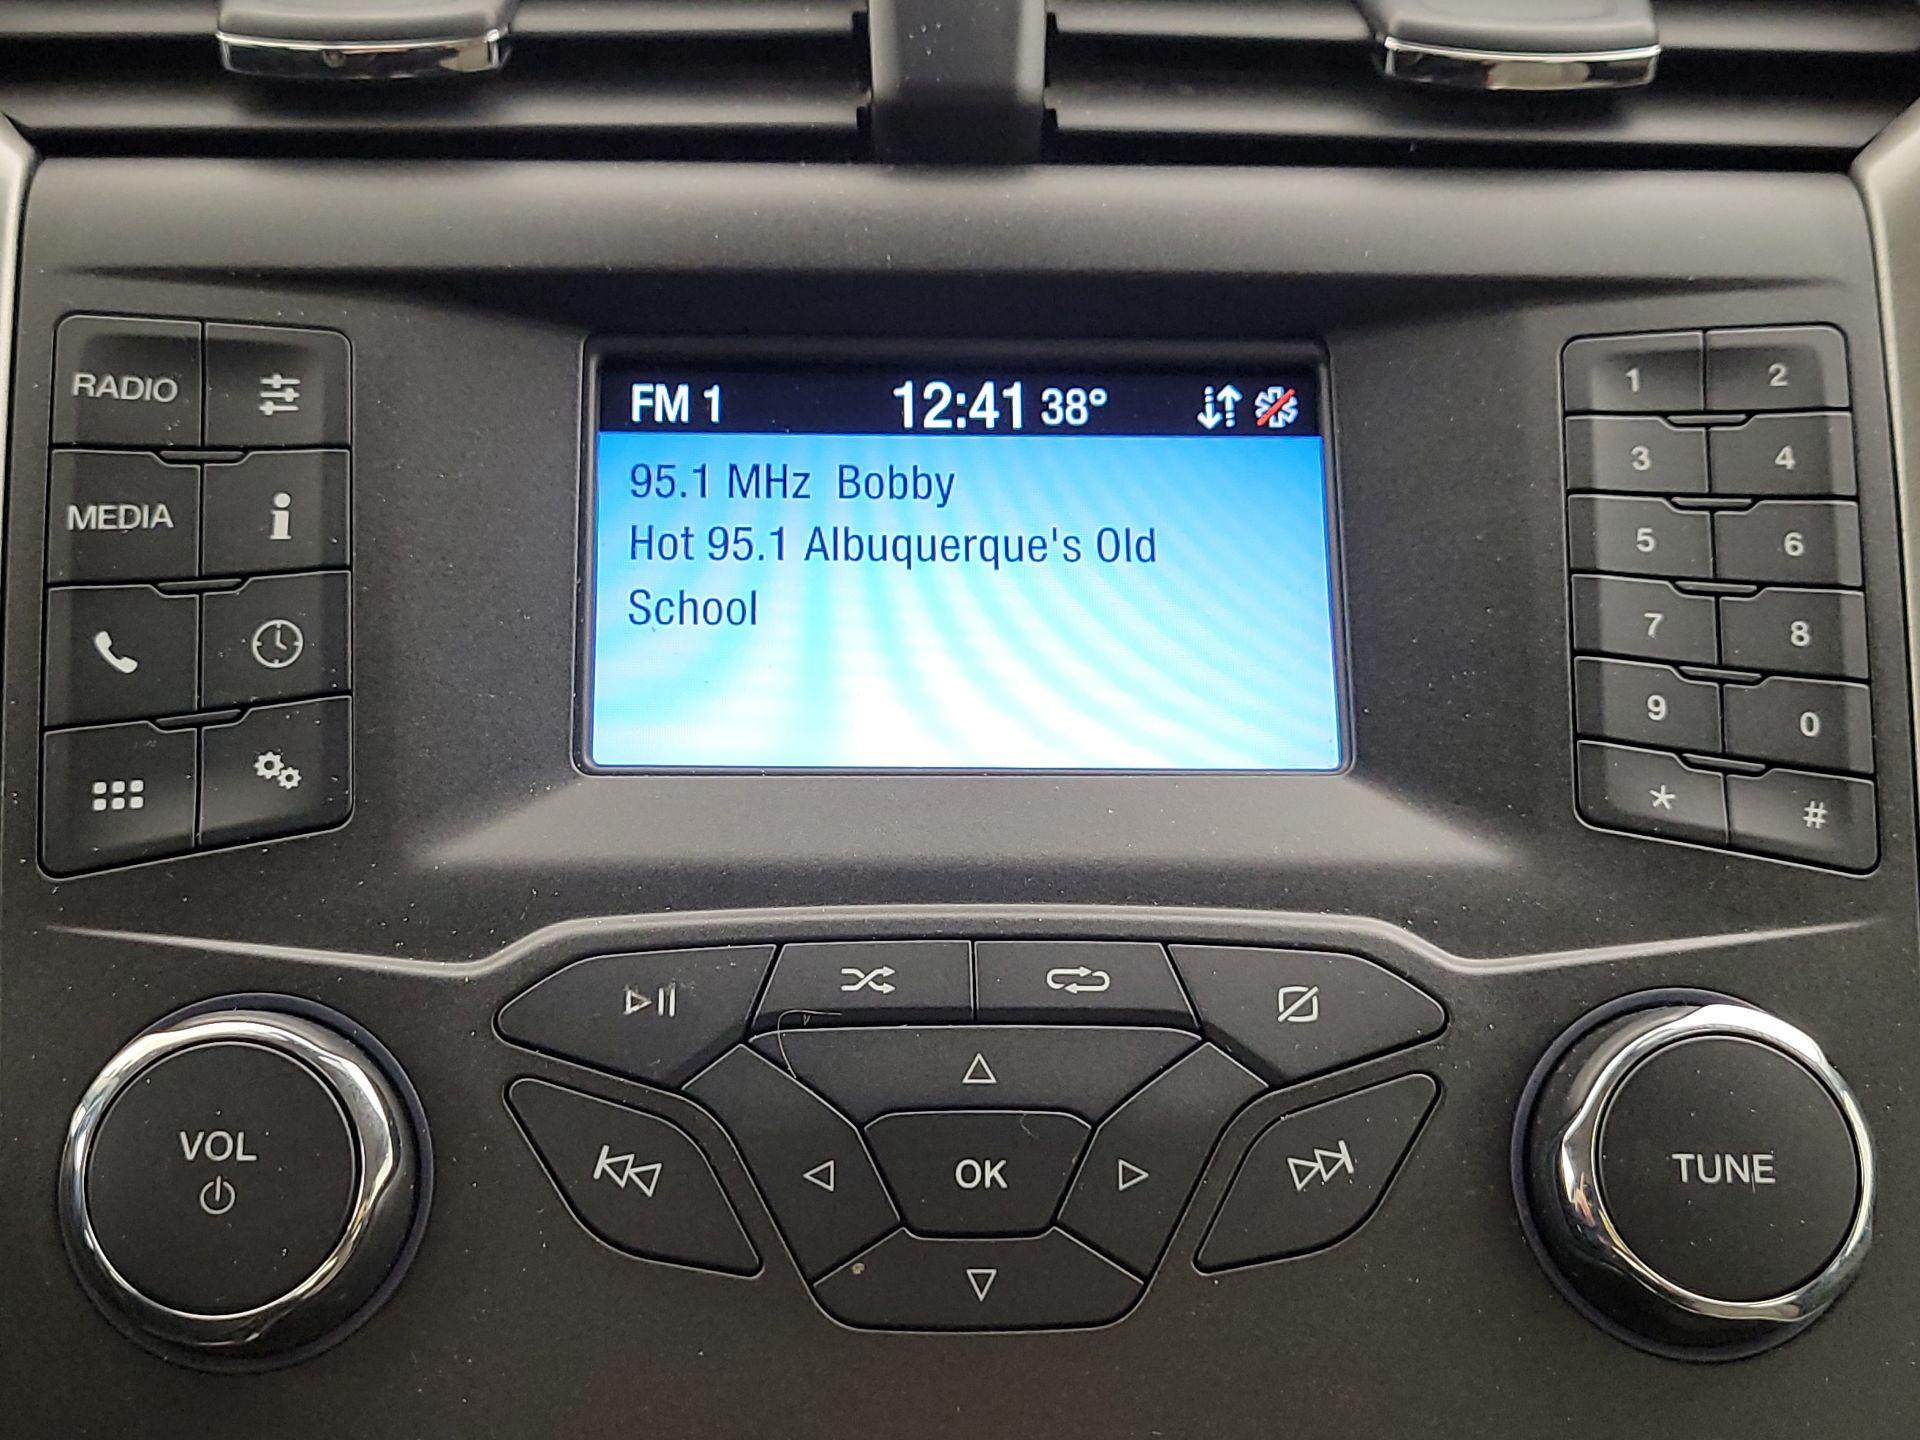 FM 1 12:41 38°
95.1 MHz Bobby
Hot 95.1 Albuquerque's Old
School
RADIO
MEDIA
1 2
3 4
5 6
7 8
9 0
* #
VOL
OK
TUNE